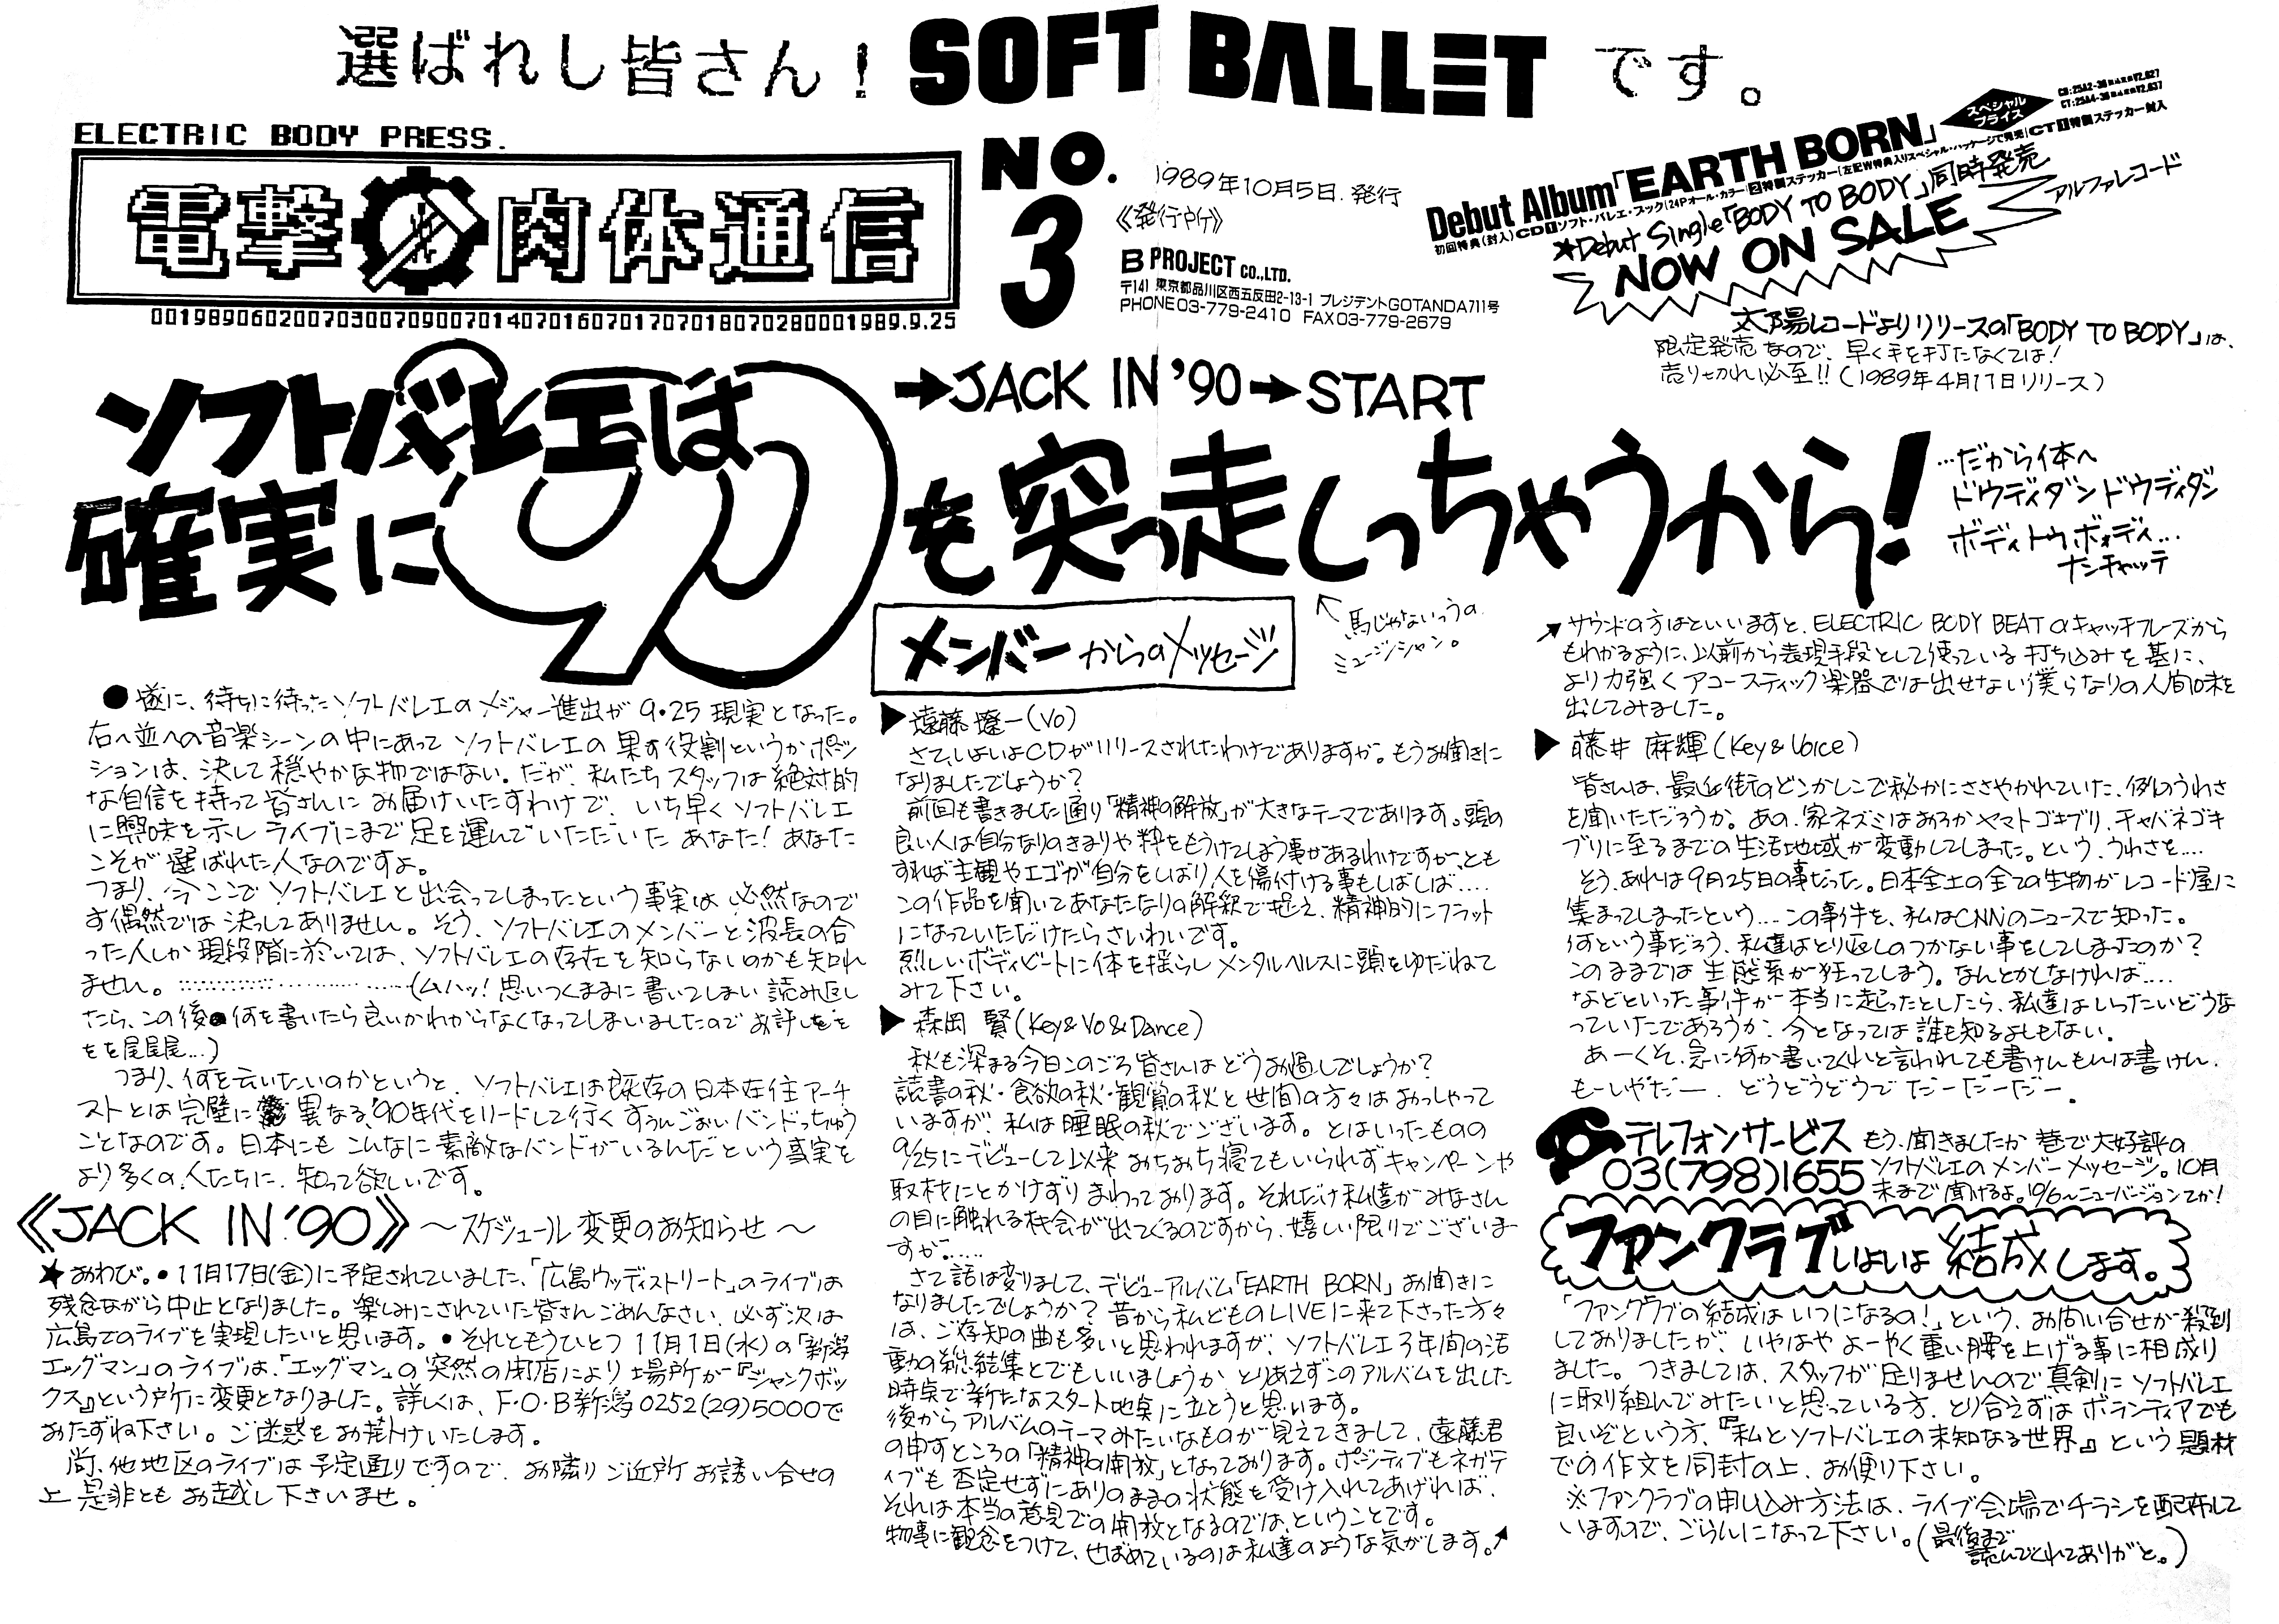 選ばれし皆さん! SOFT BALLET です。
ELECTRIC BODY PRESS.
電撃肉体通信
NO.3
1989年10月5日.発行
《発行所》
B PROJECT CO.,LTD.
〒141 東京都品川区西五反田2-13-1 プレジデントGOTANDA711号
PHONE 03-779-2410 FAX 03-779-2679
Debut Album「EARTH BORN」
スペシャルプライス
初回特典(封入)CD1ソフト・バレエ・ブック(24Pオール・カラー)2特製ステッカー(左記W特典入りスペシャル・パッケージで発売)CT1特製ステッカー封入
★Debut Single「BODY TO BODY」同時発売
NOW ON SALE
アルファレコード
太陽レコードよりリリースの「BODY TO BODY」は、
限定発売なので、早く手を打たなくては!
売りきれ必至!!(1989年4月17日リリース)
→JACK IN '90→START
ソフトバレエは
確実に90も突っ走しっちゃうから!
…だから体へ
ドウディダンドウディダン
ボディトゥボォディ…
ナンチャッテ
↑馬じゃないっうの
ミュージシャン。
メンバーからのメッセージ
●遂に、待ちに待ったソフトバレエのメジャー進出が9・25現実となった。
右へ並への音楽シーンの中にあってソフトバレエの果す役割というかポジ
ションは、決して穏やかな物ではない。だが、私たちスタッフは絶対的
な自信を持って皆さんにお届けいたすわけで、いち早くソフトバレエ
に興味を示しライブにまで足を運んでいただいたあなた!あなた
こそが選ばれた人なのですよ。
つまり、今ここでソフトバレエと出会ってしまったという事実は必然なので
す偶然では決してありません。そう、ソフトバレエのメンバーと波長の合
った人しか現段階に於いては、ソフトバレエの存在を知らないのかも知れ
ません。……………………(ムハッ!思いつくままに書いてしまい読み返し
たら、この後何を書いたら良いかわからなくなってしまいましたのでお許しをを
をを尾尾尾…)
つまり、何を云いたいのかというと、ソフトバレエは既存の日本在住アーチ
ストとは完璧に異なる、'90年代をリードして行くすぅんごぉいバンドっちゅう
ことなのです。日本にもこんなに素敵なバンドがいるんだという事実を
より多くの人たちに、知って欲しいです。
《JACK IN '90》～スケジュール変更のお知らせ～
★おわび。●11月17日(金)に予定されていました、「広島ウッディストリート」のライブは
残念ながら中止となりました。楽しみにされていた皆さんごめんなさい、必ず次は
広島でのライブを実現したいと思います。●それともうひとつ11月1日(水)の「新潟
エッグマン」のライブは、「エッグマン」の突然の閉店により場所が『ジャンクボッ
クス』という所に変更となりました。詳しくは、F・O・B新潟0252(29)5000で
おたずね下さい。ご迷惑をお掛けいたします。
尚、他地区のライブは予定通りですので、お隣りご近所お誘い合せの
上是非ともお越し下さいませ。
▶遠藤遼一(Vo)
さて、いよいよCDがリリースされたわけでありますが。もうお聞きに
なりましたでしょうか?
前回も書きました通り「精神の解放」が大きなテーマであります。頭の
良い人は自分なりのきまりや粋をもうけてしまう事があるわけですが、とも
すれば主観やエゴが自分をしばり人を傷付ける事もしばしば….
この作品を聞いてあなたなりの解釈で捉え、精神的にフラット
になっていただけたらさいわいです。
烈しいボディビートに体を揺らしメンタルヘルスに頭をゆだねて
みて下さい。
▶森岡 賢(Key&Vo&Dance)
秋も深まる今日このごろ皆さんはどうお過しでしょうか?
読書の秋・食欲の秋・観賞の秋と世間の方々はおっしゃって
いますが、私は睡眠の秋でございます。とはいったものの
9/25にデビューして以来おちおち寝てもいられずキャンペーンや
取材にとかけずりまわっております。それだけ私達がみなさん
の目に触れる機会が出てくるのですから、嬉しい限りでございま
すが……
さて話は変りまして、デビューアルバム「EARTH BORN」お聞きに
なりましたでしょうか?昔から私どものLIVEに来て下さった方々
は、ご存知の曲も多いと思われますが、ソフトバレエ3年間の活
動の総結集とでもいいましょうかとりあえずこのアルバムを出した
時点で新たなスタート地点に立とうと思います。
後からアルバムのテーマみたいなものが見えてきまして、遠藤君
の申すところの「精神の開放」となっております。ポジティブもネガテ
ィブも否定せずにありのままの状態を受け入れてあげれば、
それは本当の意見での開放となるのでは、ということです。
物事に観念をつけて、せばめているのは私達のような気がします。↗
↗サウンドの方はといいますと、ELECTRIC BODY BEATのキャッチフレーズから
もわかるように、以前から表現手段として使っている打ち込みを基に、
より力強くアコースティック楽器では出せない僕らなりの人間味を
出してみました。
▶藤井 麻輝(Key&Voice)
皆さんは、最近街のどこかしこで秘かにささやかれていた、例のうわさ
を聞いただろうか。あの、家ネズミはおろかヤマトゴキブリ、チャバネゴキ
ブリに至るまでの生活地域が変動してしまった。という、うわさを….
そう、あれは9月25日の事だった。日本全土の全ての生物がレコード屋に
集まってしまったという…この事件を、私はCNNのニュースで知った。
何という事だろう、私達はとり返しのつかない事をしてしまったのか?
このままでは生態系が狂ってしまう。なんとかしなければ….
などといった事件が本当に起ったとしたら、私達はいったいどうな
っていたであろうか、今となっては誰も知るよしもない。
あーくそ、急に何か書いてくれと言われても書けんもんは書けん.
もーいやだー. どうどうどうでだーだーだー.
☎テレフォンサービス
03(798)1655
もう聞きましたか巷で大好評の
ソフトバレエのメンバーメッセージ。10月
末まで聞けるよ。10/6～ニューバージョンでか!
ファンクラブいよいよ結成します。
「ファンクラブの結成はいつになるの!」という、お問い合せが殺到
しておりましたが、いやはやよーやく重い腰を上げる事に相成り
ました。つきましては、スタッフが足りませんので真剣にソフトバレエ
に取り組んでみたいと思っている方、とり合えずはボランティアでも
良いぞという方、『私とソフトバレエの未知なる世界』という題材
での作文を同封の上、お便り下さい。
※ファンクラブの申し込み方法は、ライブ会場でチラシを配布して
いますので、ごらんになって下さい。(最後まで
読んでくれてありがと。)